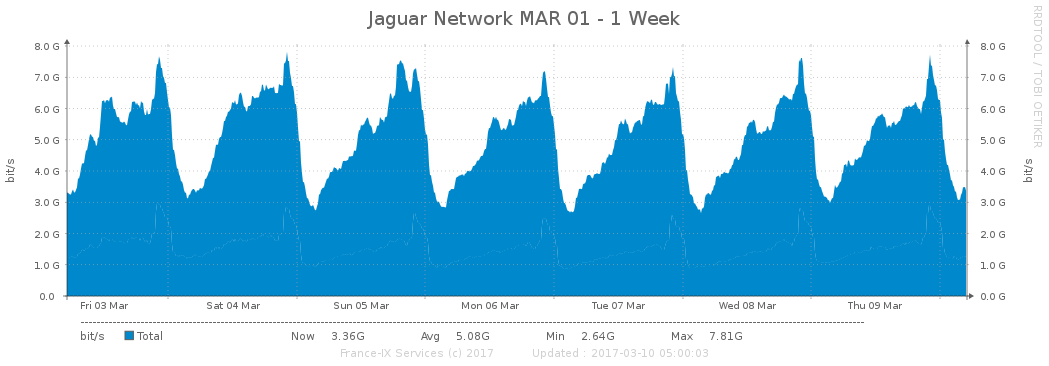 Jaguar Network MAR 01 - 1 Week
RRDTOOL / TOBI OETIKER
8.0 G 8.0 G
7.0 G 7.0 G
6.0 G 6.0 G
5.0 G 5.0 G
4.0 G 4.0 G
3.0 G 3.0 G
2.0 G 2.0 G
1.0 G 1.0 G
0.0 0.0 G
bit/s
bit/s
Fri 03 Mar Sat 04 Mar Sun 05 Mar Mon 06 Mar Tue 07 Mar Wed 08 Mar Thu 09 Mar
bit/s Total Now 3.36G Avg 5.08G Min 2.64G Max 7.81G
France-IX Services (c) 2017 Updated : 2017-03-10 05:00:03